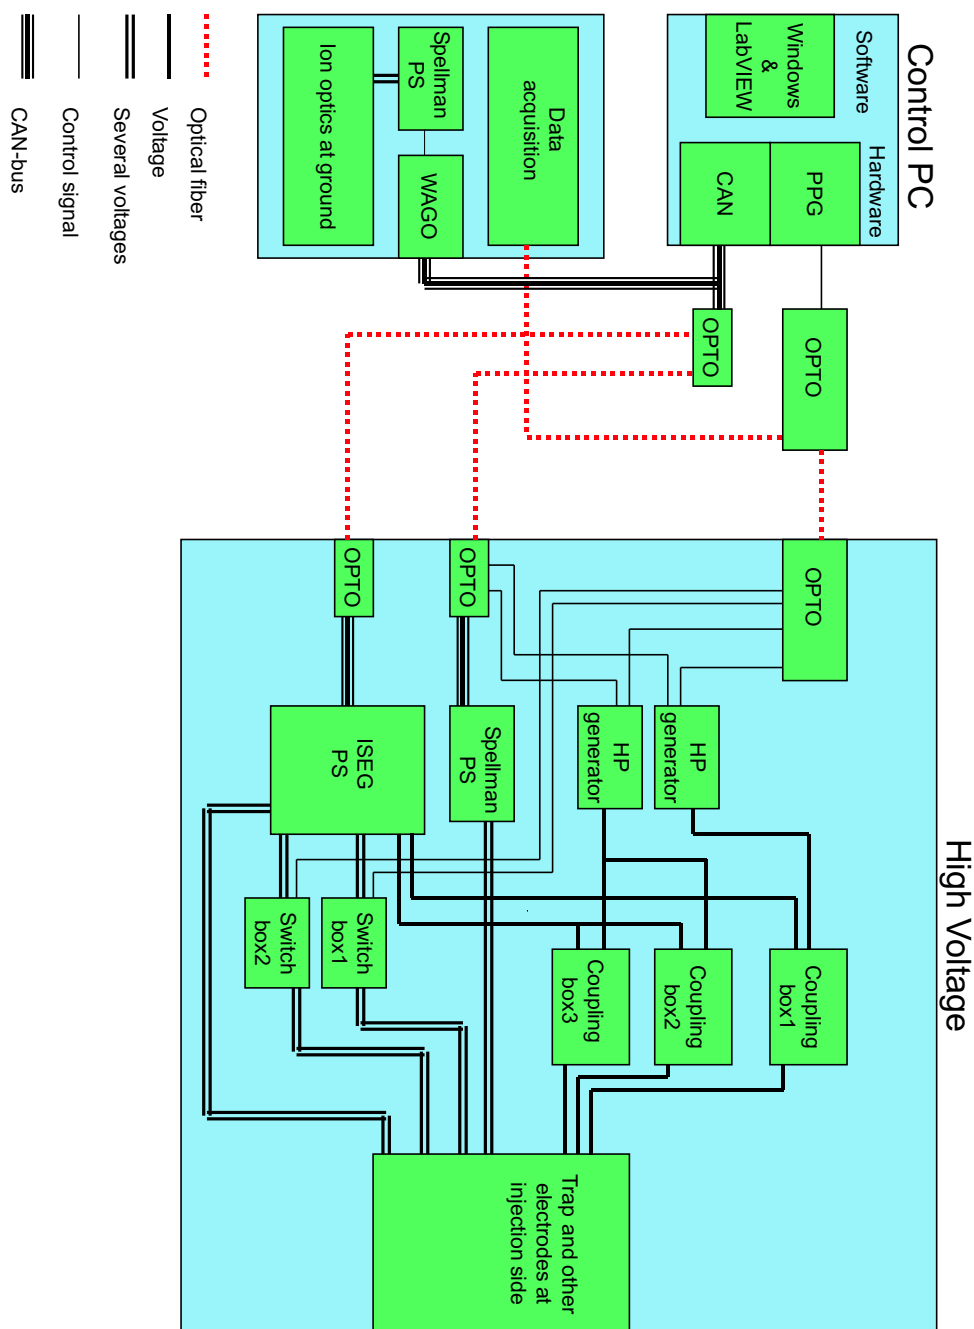 Control PC
Software
Hardware
Windows
&
LabVIEW
PPG
CAN
OPTO
OPTO
Data
acquisition
Spellman
PS
WAGO
Ion optics at ground
Optical fiber
Voltage
Several voltages
Control signal
CAN-bus
High Voltage
OPTO
OPTO
OPTO
HP
generator
HP
generator
Spellman
PS
ISEG
PS
Coupling
box1
Coupling
box2
Coupling
box3
Switch
box1
Switch
box2
Trap and other
electrodes at
injection side